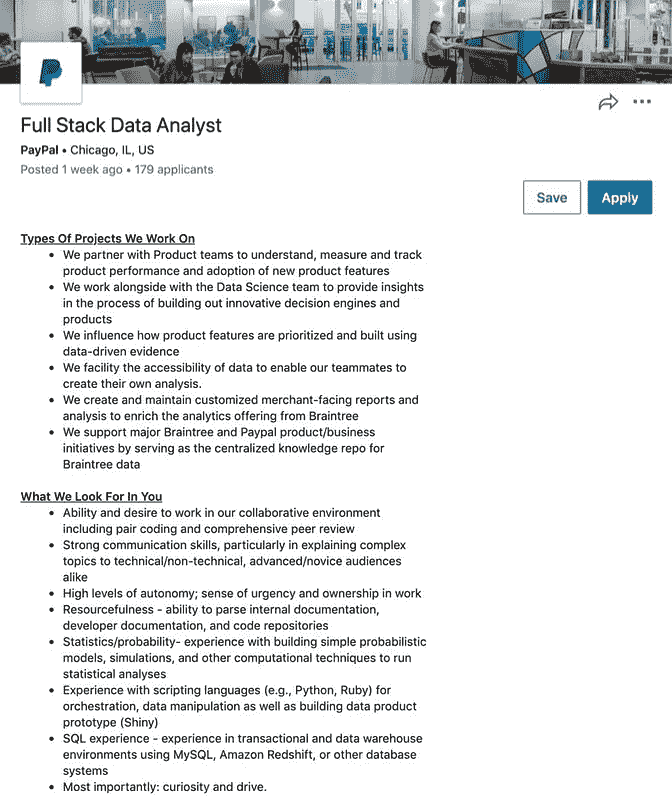 Full Stack Data Analyst
PayPal • Chicago, IL, US
Posted 1 week ago • 179 applicants
Save
Apply
Types Of Projects We Work On
• We partner with Product teams to understand, measure and track
product performance and adoption of new product features
• We work alongside with the Data Science team to provide insights
in the process of building out innovative decision engines and
products
• We influence how product features are prioritized and built using
data-driven evidence
• We facility the accessibility of data to enable our teammates to
create their own analysis.
• We create and maintain customized merchant-facing reports and
analysis to enrich the analytics offering from Braintree
• We support major Braintree and Paypal product/business
initiatives by serving as the centralized knowledge repo for
Braintree data
What We Look For In You
• Ability and desire to work in our collaborative environment
including pair coding and comprehensive peer review
• Strong communication skills, particularly in explaining complex
topics to technical/non-technical, advanced/novice audiences
alike
• High levels of autonomy; sense of urgency and ownership in work
• Resourcefulness - ability to parse internal documentation,
developer documentation, and code repositories
• Statistics/probability- experience with building simple probabilistic
models, simulations, and other computational techniques to run
statistical analyses
• Experience with scripting languages (e.g., Python, Ruby) for
orchestration, data manipulation as well as building data product
prototype (Shiny)
• SQL experience - experience in transactional and data warehouse
environments using MySQL, Amazon Redshift, or other database
systems
• Most importantly: curiosity and drive.